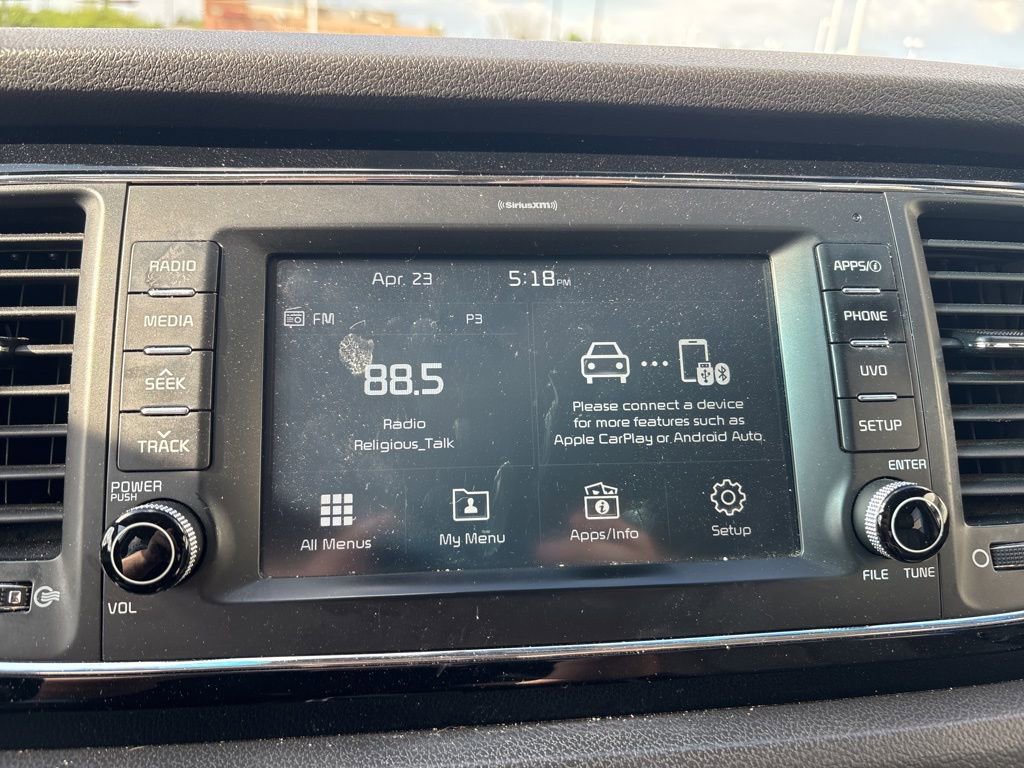 ((SiriusXM))
RADIO
MEDIA
SEEK
TRACK
POWER
PUSH
VOL
Apr. 23
5:18 PM
FM
P3
88.5
Radio
Religious_Talk
Please connect a device
for more features such as
Apple CarPlay or Android Auto.
All Menus
My Menu
Apps/Info
Setup
APPS/i
PHONE
UVO
SETUP
ENTER
FILE
TUNE